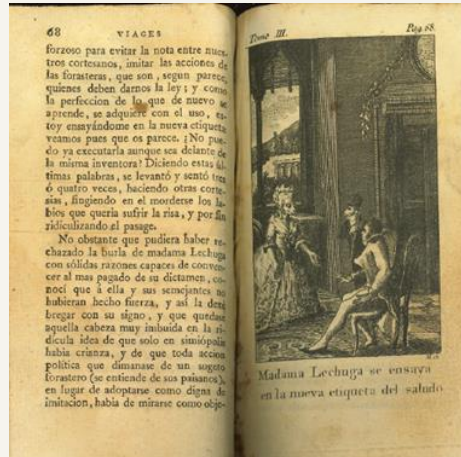 68 VIAGES
forzoso para evitar la nota entre nues-
tros cortesanos, imitar las acciones de
las forasteras, que son, segun parece,
quienes deben darnos la ley; y como
la perfeccion de lo que de nuevo se
aprende, se adquiere con el uso, es-
toy ensayándome en la nueva etiqueta
veamos pues que os parece. ¿No pue-
do ya executarla aunque sea delante de
la misma inventora? Diciendo estas úl-
timas palabras, se levantó y sentó tres
ó quatro veces, haciendo otras corte-
sias, fingiendo en el morderse los la-
bios que queria sufrir la risa, y por fin
ridiculizando el pasage.
No obstante que pudiera haber re-
chazado la burla de madama Lechuga
con sólidas razones capaces de conven-
cer al mas pagado de su dictamen, co-
nocí que á ella y sus semejantes no
hubieran hecho fuerza, y así la dexé
bregar con su signo, y que quedase
aquella cabeza muy imbuida en la ri-
dícula idea de que solo en simiópolis
habia crianza, y de que toda accion
política que dimanase de un sugeto
forastero (se entiende de sus paisanos),
en lugar de adoptarse como digna de
imitacion, habia de mirarse como obje-
Tomo III. Pag. 68.
Madama Lechuga se ensaya
en la nueva etiqueta del saludo